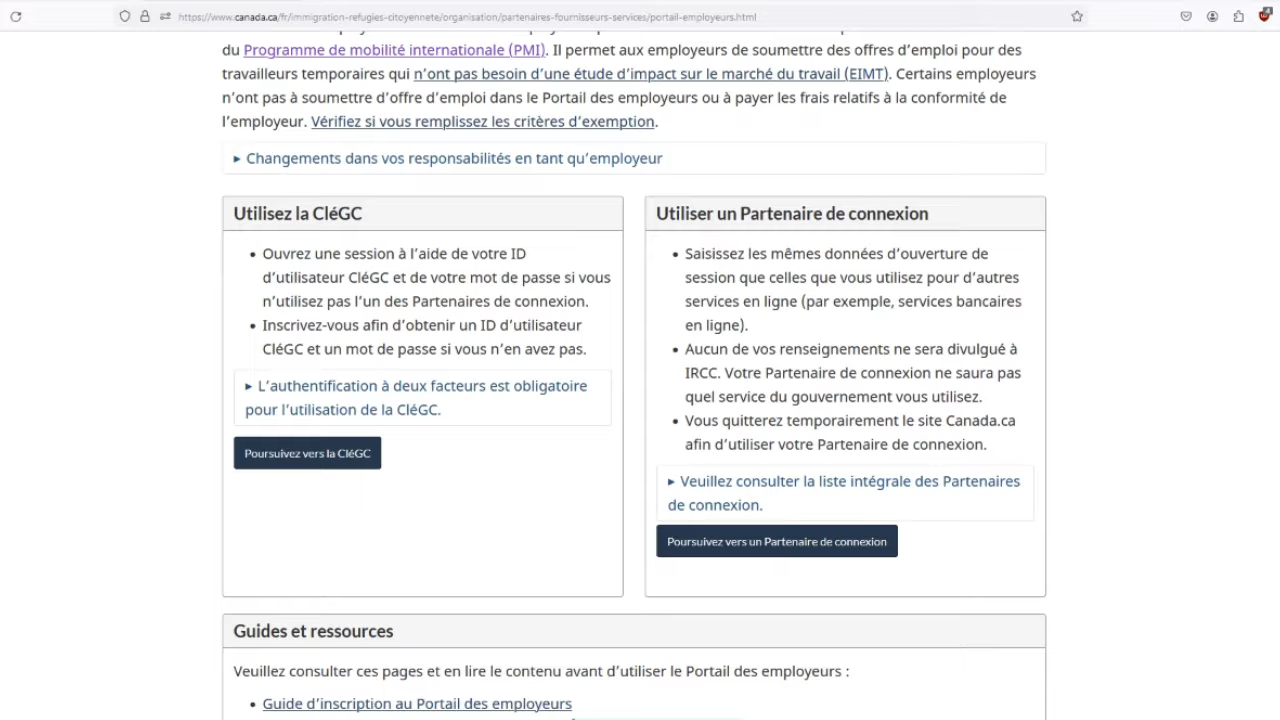 https://www.canada.ca/fr/immigration-refugies-citoyennete/organisation/partenaires-fournisseurs-services/portail-employeurs.html
du Programme de mobilité internationale (PMI). Il permet aux employeurs de soumettre des offres d’emploi pour des
travailleurs temporaires qui n’ont pas besoin d’une étude d’impact sur le marché du travail (EIMT). Certains employeurs
n’ont pas à soumettre d’offre d’emploi dans le Portail des employeurs ou à payer les frais relatifs à la conformité de
l’employeur. Vérifiez si vous remplissez les critères d’exemption.
▸ Changements dans vos responsabilités en tant qu’employeur
Utilisez la CléGC
• Ouvrez une session à l’aide de votre ID
d’utilisateur CléGC et de votre mot de passe si vous
n’utilisez pas l’un des Partenaires de connexion.
• Inscrivez-vous afin d’obtenir un ID d’utilisateur
CléGC et un mot de passe si vous n’en avez pas.
▸ L’authentification à deux facteurs est obligatoire
pour l’utilisation de la CléGC.
Poursuivez vers la CléGC
Utiliser un Partenaire de connexion
• Saisissez les mêmes données d’ouverture de
session que celles que vous utilisez pour d’autres
services en ligne (par exemple, services bancaires
en ligne).
• Aucun de vos renseignements ne sera divulgué à
IRCC. Votre Partenaire de connexion ne saura pas
quel service du gouvernement vous utilisez.
• Vous quitterez temporairement le site Canada.ca
afin d’utiliser votre Partenaire de connexion.
▸ Veuillez consulter la liste intégrale des Partenaires
de connexion.
Poursuivez vers un Partenaire de connexion
Guides et ressources
Veuillez consulter ces pages et en lire le contenu avant d’utiliser le Portail des employeurs :
• Guide d’inscription au Portail des employeurs